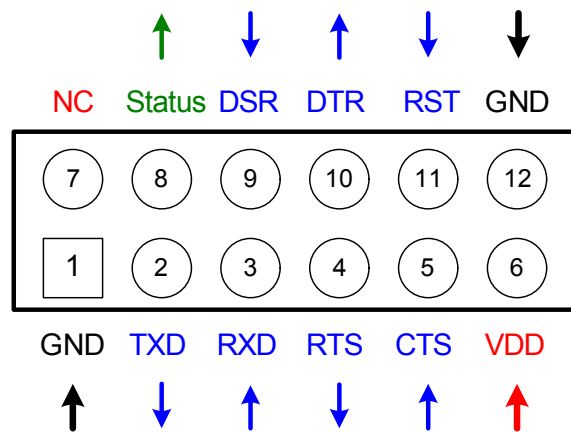 NC Status DSR DTR RST GND
7 8 9 10 11 12
1 2 3 4 5 6
GND TXD RXD RTS CTS VDD